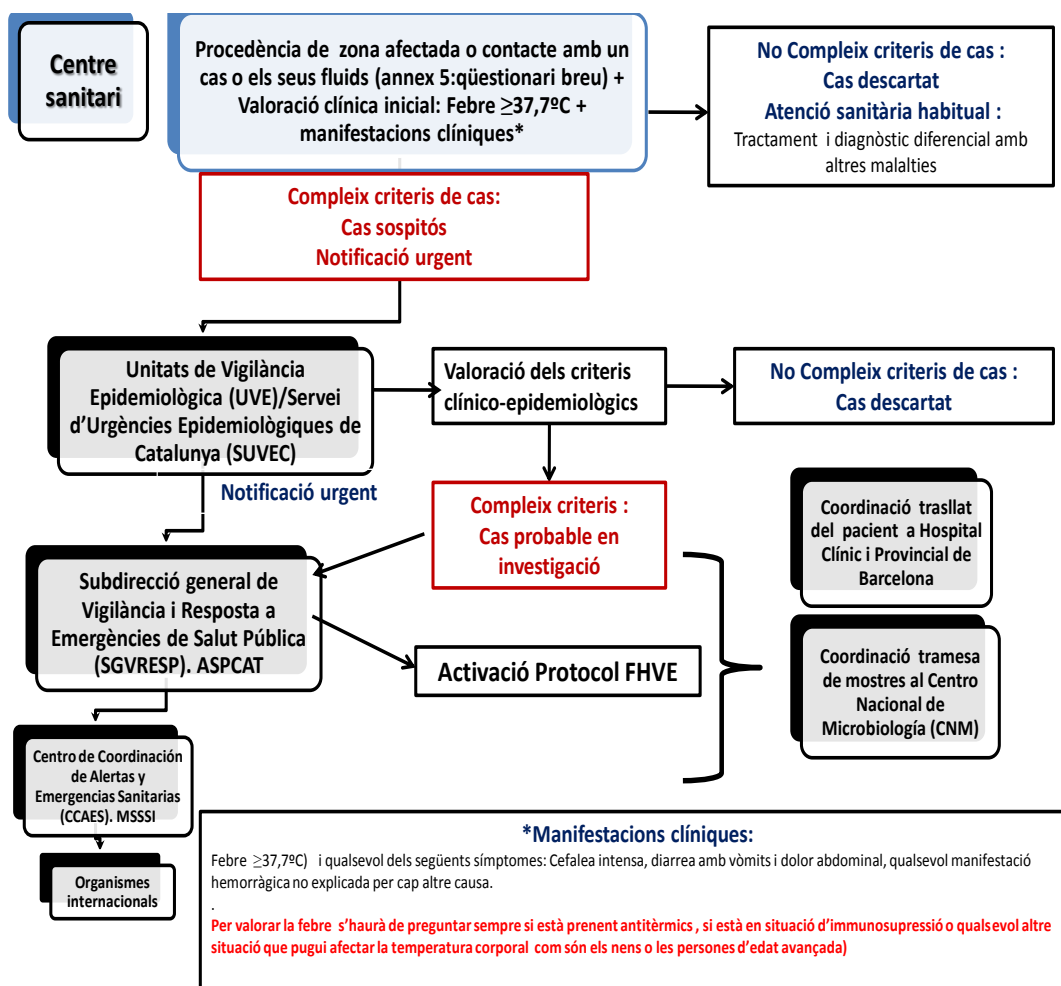 Centre
sanitari
Procedència de zona afectada o contacte amb un
cas o els seus fluids (annex 5:qüestionari breu) +
Valoració clínica inicial: Febre ≥37,7ºC +
manifestacions clíniques*
No Compleix criteris de cas :
Cas descartat
Atenció sanitària habitual :
Tractament i diagnòstic diferencial amb
altres malalties
Compleix criteris de cas:
Cas sospitós
Notificació urgent
Unitats de Vigilància
Epidemiològica (UVE)/Servei
d'Urgències Epidemiològiques de
Catalunya (SUVEC)
Valoració dels criteris
clínico-epidemiològics
No Compleix criteris de cas :
Cas descartat
Notificació urgent
Compleix criteris :
Cas probable en
investigació
Coordinació trasllat
del pacient a Hospital
Clínic i Provincial de
Barcelona
Subdirecció general de
Vigilància i Resposta a
Emergències de Salut Pública
(SGVRESP). ASPCAT
Activació Protocol FHVE
Coordinació tramesa
de mostres al Centro
Nacional de
Microbiología (CNM)
Centro de Coordinación
de Alertas y
Emergencias Sanitarias
(CCAES). MSSSI
Organismes
internacionals
*Manifestacions clíniques:
Febre ≥37,7ºC) i qualsevol dels següents símptomes: Cefalea intensa, diarrea amb vòmits i dolor abdominal, qualsevol manifestació
hemorràgica no explicada per cap altre causa.
.
Per valorar la febre s'haurà de preguntar sempre si està prenent antitèrmics , si està en situació d'immunosupressió o qualsevol altre
situació que pugui afectar la temperatura corporal com són els nens o les persones d'edat avançada)